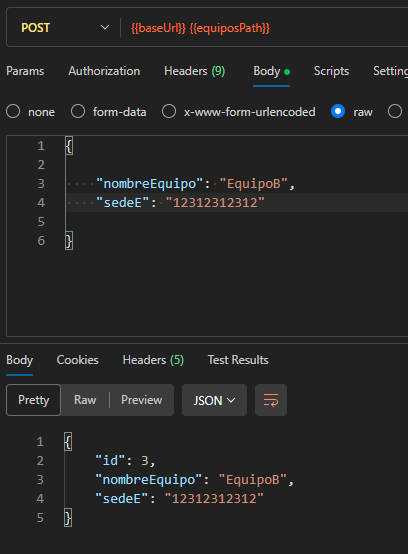 POST {{baseUrl}} {{equiposPath}}
Params Authorization Headers (9) Body Scripts Setting
none form-data x-www-form-urlencoded raw
1 {
2
3 "nombreEquipo": "EquipoB",
4 "sedeE": "12312312312"
5
6 }
Body Cookies Headers (5) Test Results
Pretty Raw Preview JSON
1 {
2 "id": 3,
3 "nombreEquipo": "EquipoB",
4 "sedeE": "12312312312"
5 }